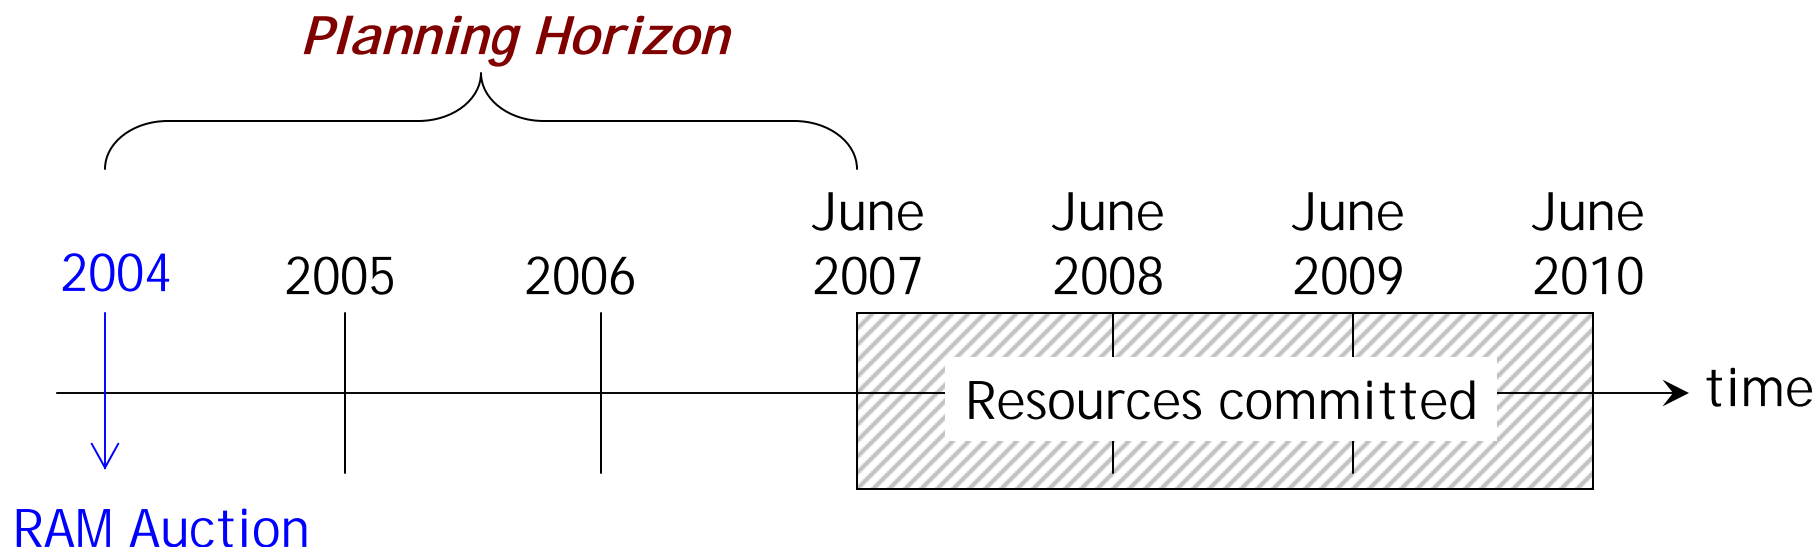 Planning Horizon
June June June June
2004 2005 2006 2007 2008 2009 2010
Resources committed
time
RAM Auction